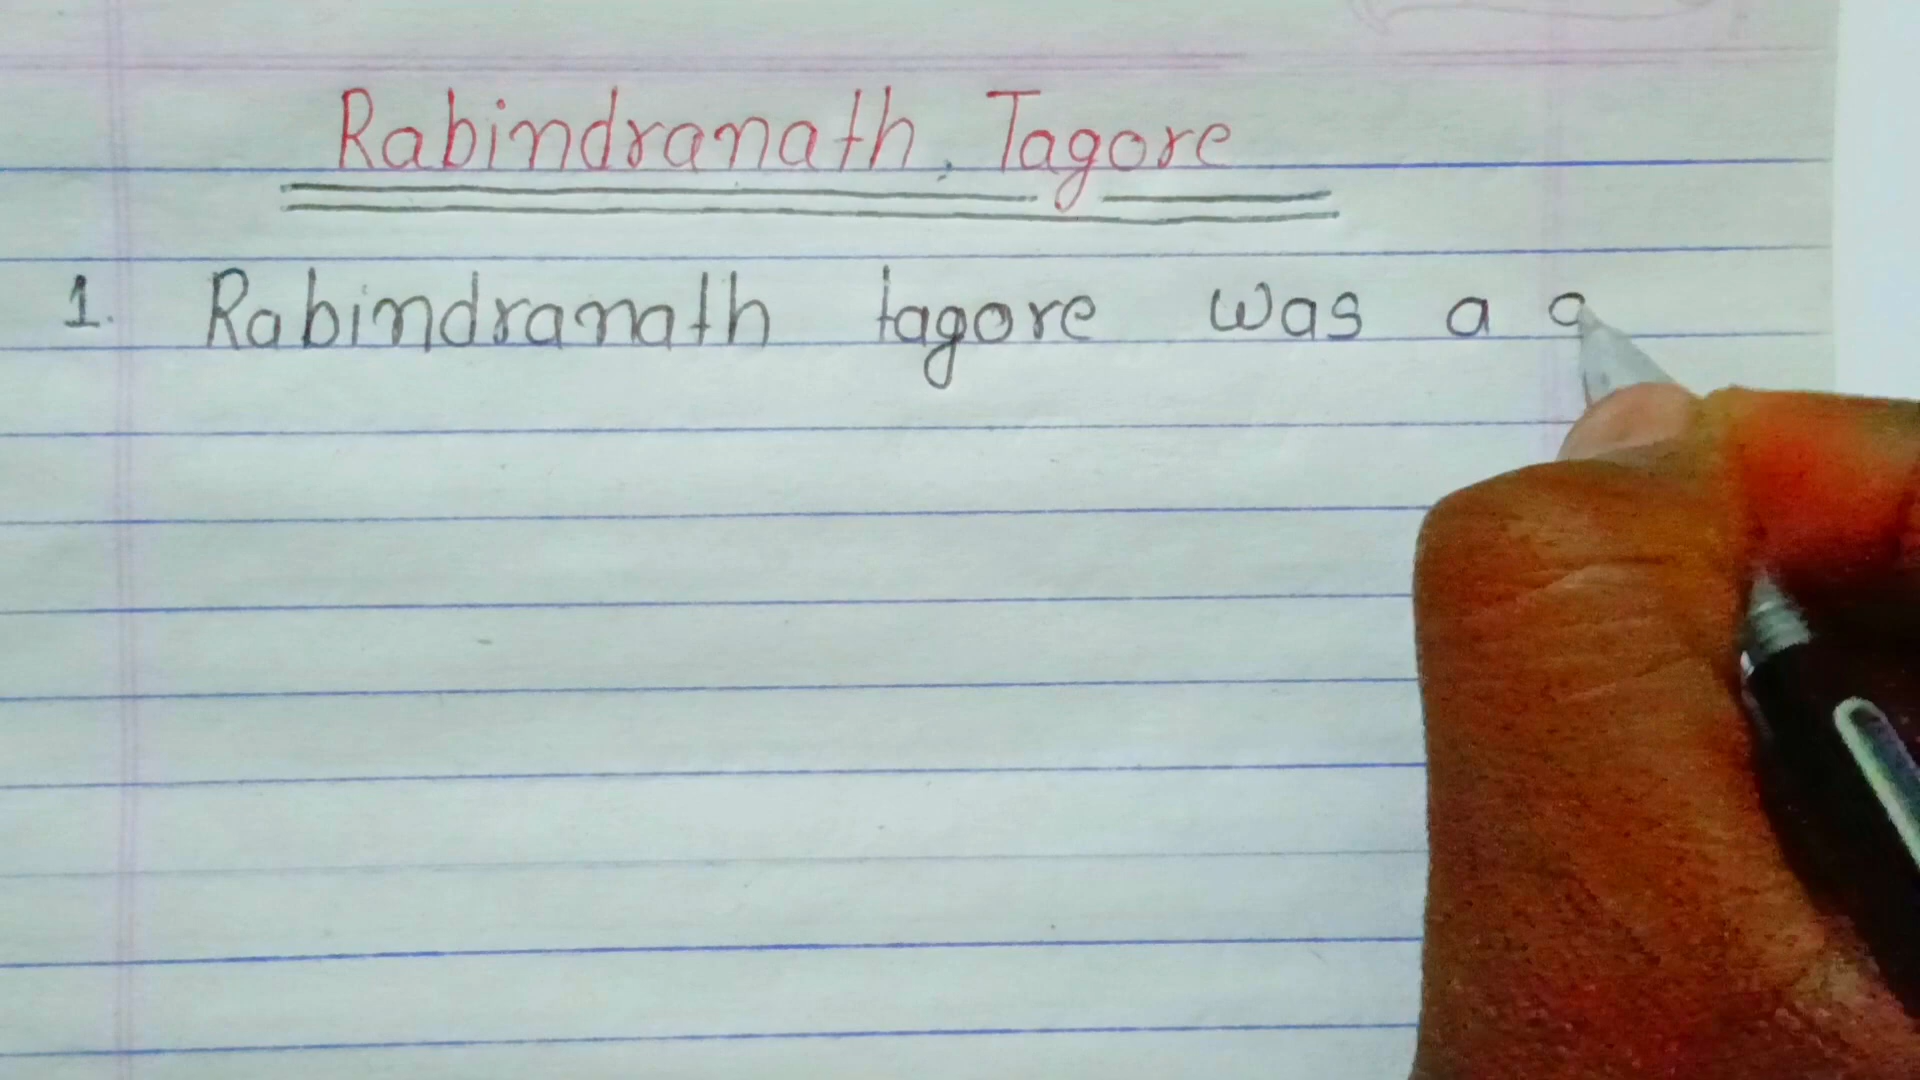 Rabindranath Tagore
1. Rabindranath tagore was a